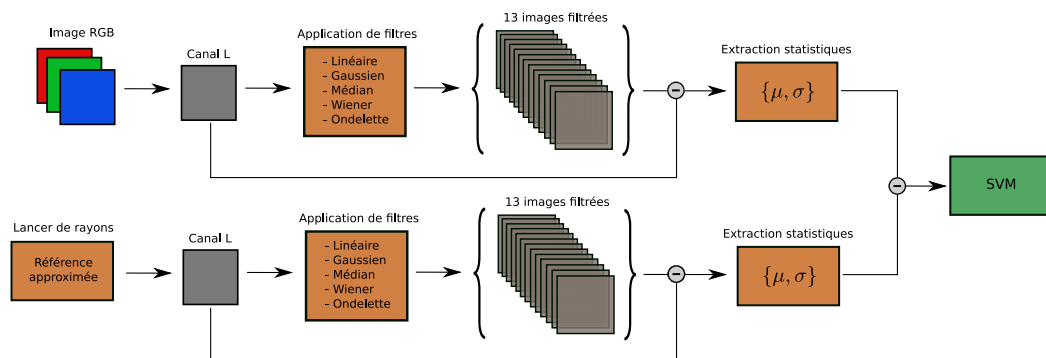 Image RGB
Canal L
Application de filtres
- Linéaire
- Gaussien
- Médian
- Wiener
- Ondelette
13 images filtrées
-
Extraction statistiques
{μ, σ}
-
SVM
Lancer de rayons
Référence
approximée
Canal L
Application de filtres
- Linéaire
- Gaussien
- Médian
- Wiener
- Ondelette
13 images filtrées
-
Extraction statistiques
{μ, σ}